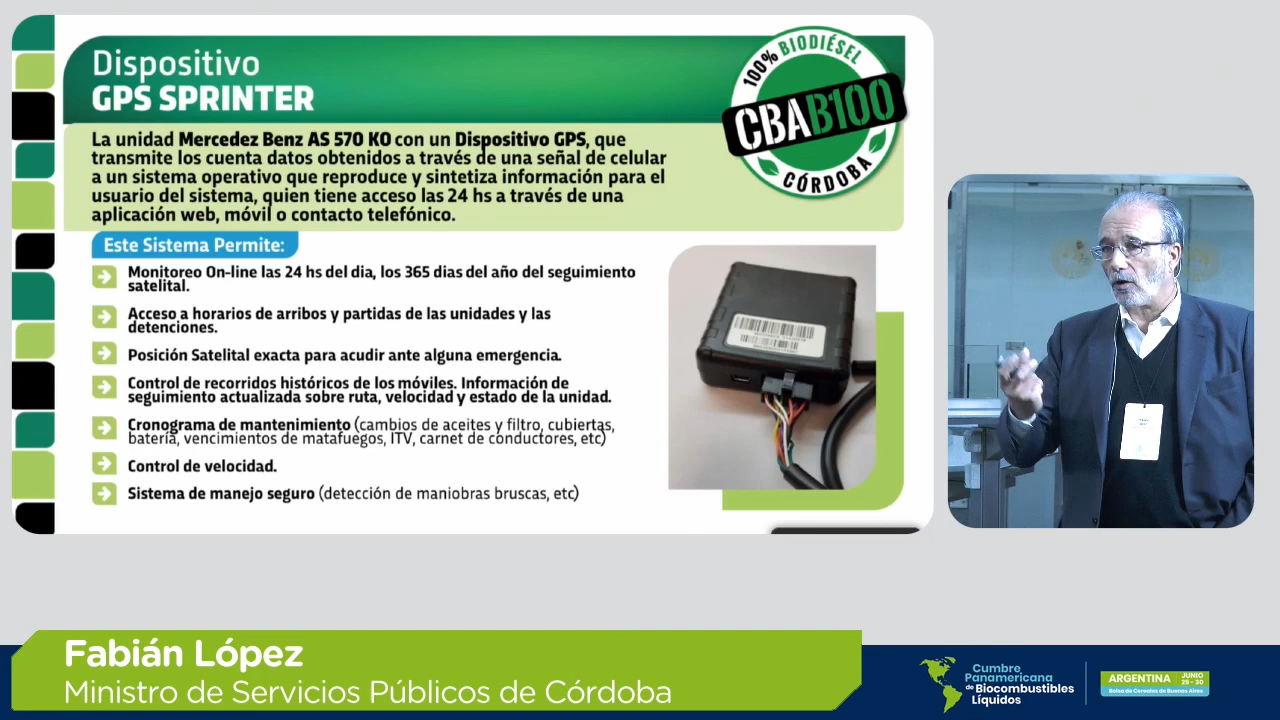 Dispositivo
GPS SPRINTER
100% BIODIÉSEL
CBAB100
CÓRDOBA
La unidad Mercedez Benz AS 570 KO con un Dispositivo GPS, que
transmite los cuenta datos obtenidos a través de una señal de celular
a un sistema operativo que reproduce y sintetiza información para el
usuario del sistema, quien tiene acceso las 24 hs a través de una
aplicación web, móvil o contacto telefónico.
Este Sistema Permite:
Monitoreo On-line las 24 hs del dia, los 365 dias del año del seguimiento
satelital.
Acceso a horarios de arribos y partidas de las unidades y las
detenciones.
Posición Satelital exacta para acudir ante alguna emergencia.
Control de recorridos históricos de los móviles. Información de
seguimiento actualizada sobre ruta, velocidad y estado de la unidad.
Cronograma de mantenimiento (cambios de aceites y filtro, cubiertas,
batería, vencimientos de matafuegos, ITV, carnet de conductores, etc)
Control de velocidad.
Sistema de manejo seguro (detección de maniobras bruscas, etc)
Fabián López
Ministro de Servicios Públicos de Córdoba
Cumbre
Panamericana
de Biocombustibles
Líquidos
ARGENTINA
JUNIO
29 - 30
Bolsa de Cereales de Buenos Aires